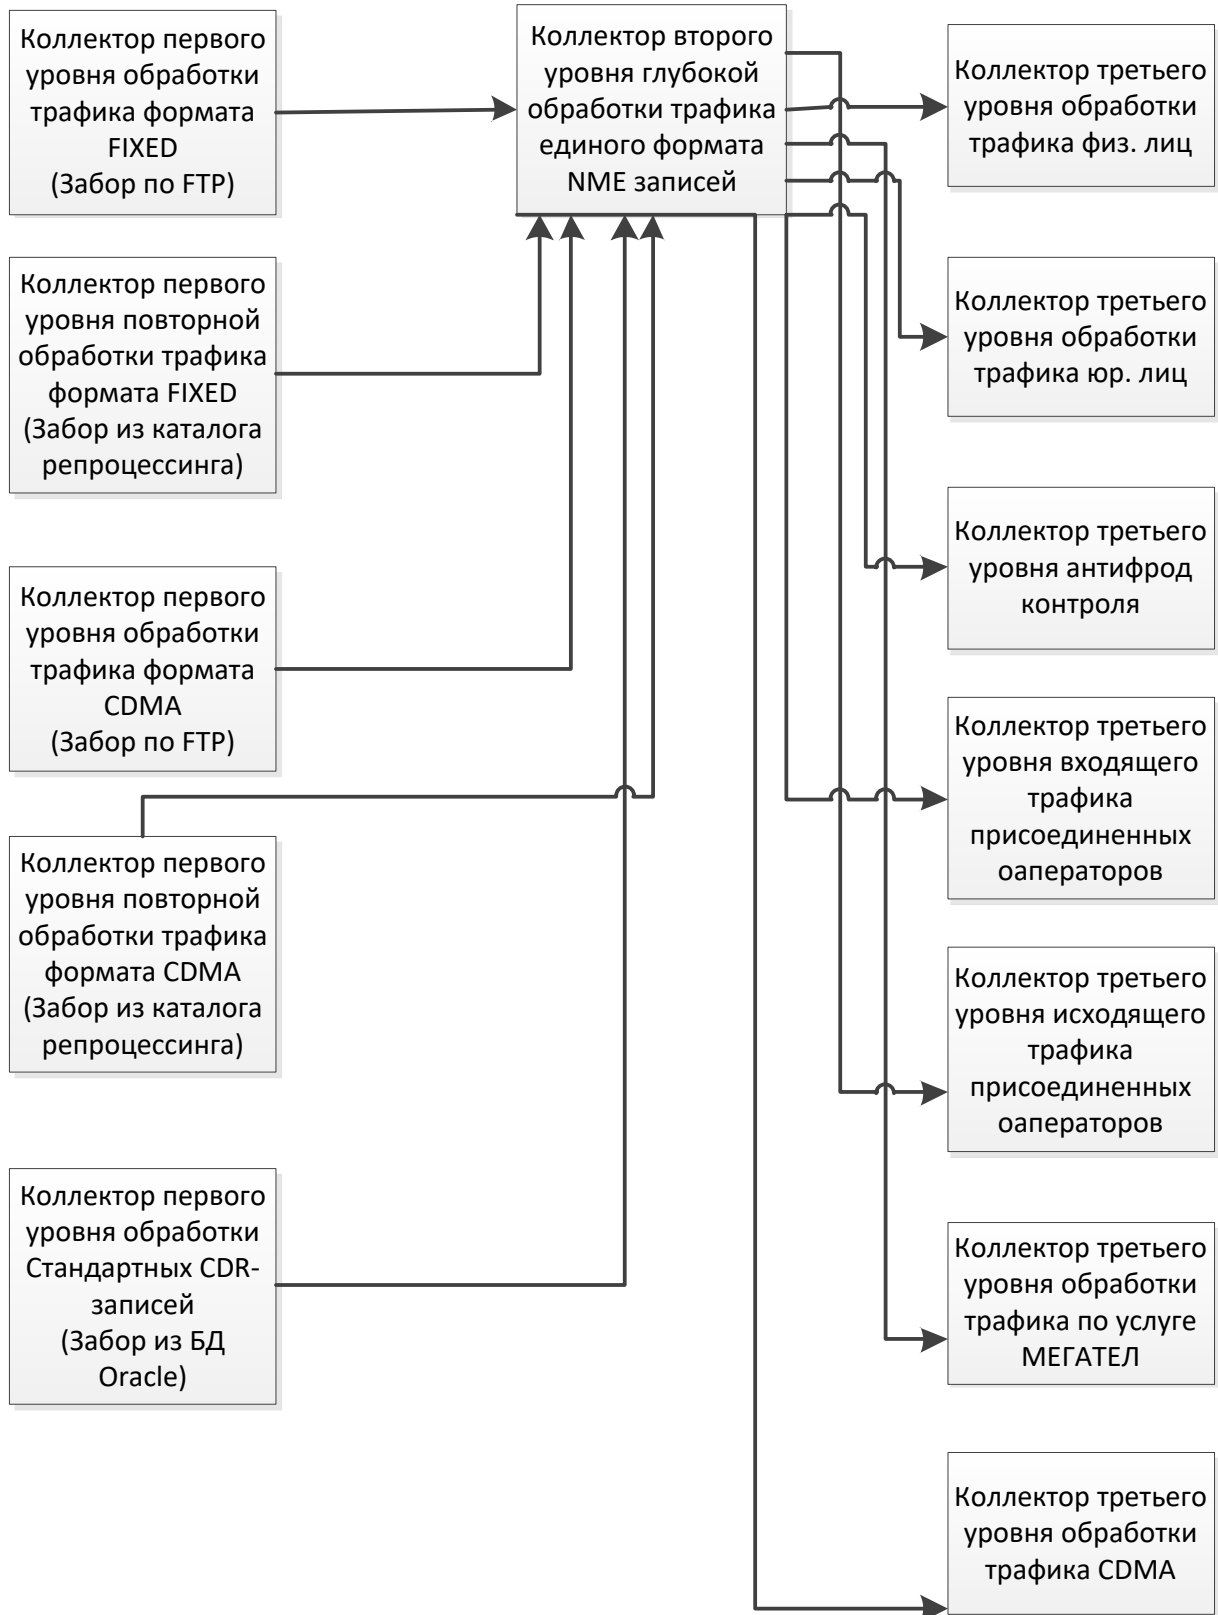 Коллектор первого
уровня обработки
трафика формата
FIXED
(Забор по FTP)
Коллектор первого
уровня повторной
обработки трафика
формата FIXED
(Забор из каталога
репроцессинга)
Коллектор первого
уровня обработки
трафика формата
CDMA
(Забор по FTP)
Коллектор первого
уровня повторной
обработки трафика
формата CDMA
(Забор из каталога
репроцессинга)
Коллектор первого
уровня обработки
Стандартных CDR-
записей
(Забор из БД
Oracle)
Коллектор второго
уровня глубокой
обработки трафика
единого формата
NME записей
Коллектор третьего
уровня обработки
трафика физ. лиц
Коллектор третьего
уровня обработки
трафика юр. лиц
Коллектор третьего
уровня антифрод
контроля
Коллектор третьего
уровня входящего
трафика
присоединенных
оаператоров
Коллектор третьего
уровня исходящего
трафика
присоединенных
оаператоров
Коллектор третьего
уровня обработки
трафика по услуге
МЕГАТЕЛ
Коллектор третьего
уровня обработки
трафика CDMA